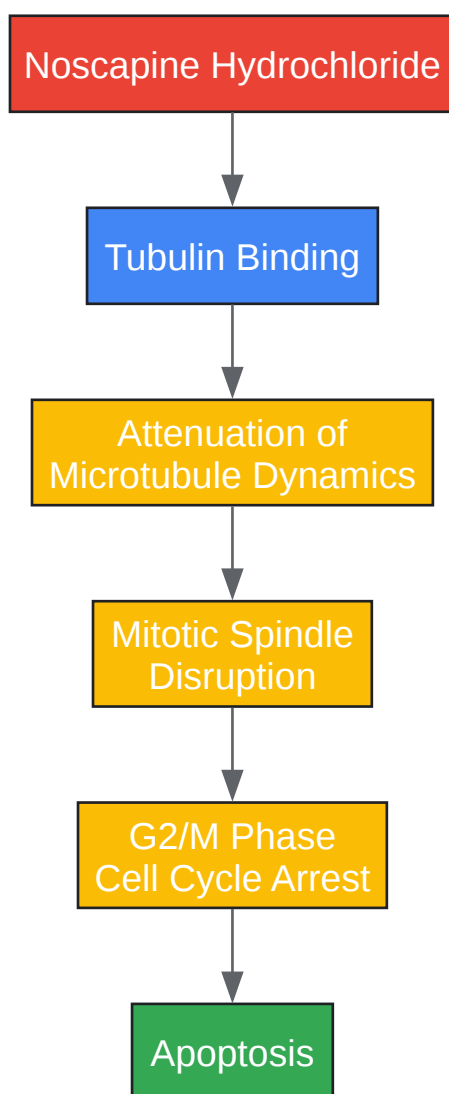 Noscapine Hydrochloride
Tubulin Binding
Attenuation of
Microtubule Dynamics
Mitotic Spindle
Disruption
G2/M Phase
Cell Cycle Arrest
Apoptosis